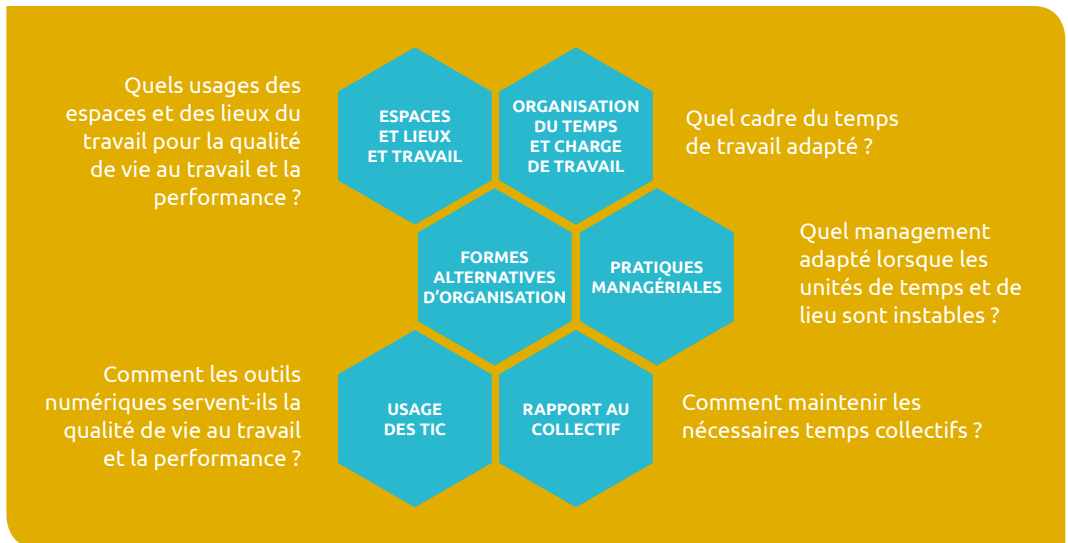 Quels usages des
espaces et des lieux du
travail pour la qualité
de vie au travail et la
performance ?
ESPACES
ET LIEUX
ET TRAVAIL
ORGANISATION
DU TEMPS
ET CHARGE
DE TRAVAIL
Quel cadre du temps
de travail adapté ?
FORMES
ALTERNATIVES
D’ORGANISATION
PRATIQUES
MANAGÉRIALES
Quel management
adapté lorsque les
unités de temps et de
lieu sont instables ?
Comment les outils
numériques servent-ils la
qualité de vie au travail
et la performance ?
USAGE
DES TIC
RAPPORT AU
COLLECTIF
Comment maintenir les
nécessaires temps collectifs ?